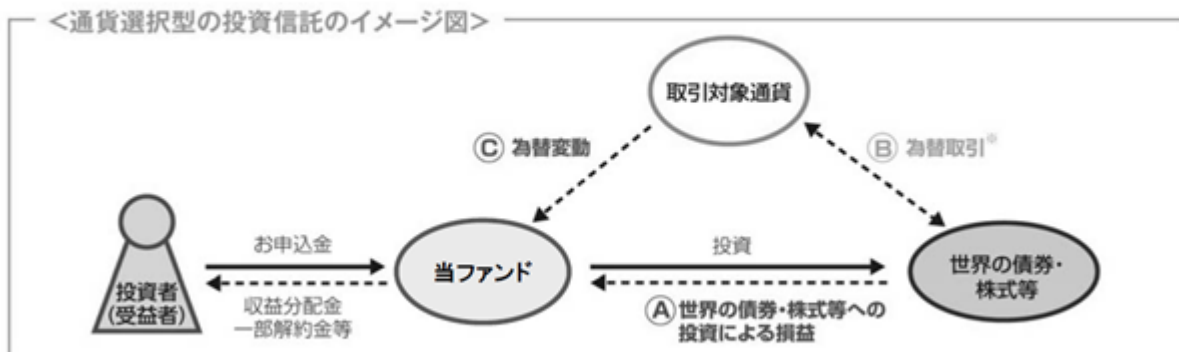 <通貨選択型の投資信託のイメージ図>
取引対象通貨
Ⓒ 為替変動
Ⓑ 為替取引※
お申込金
投資
投資者
(受益者)
当ファンド
世界の債券・
株式等
収益分配金
一部解約金等
Ⓐ 世界の債券・株式等への
投資による損益